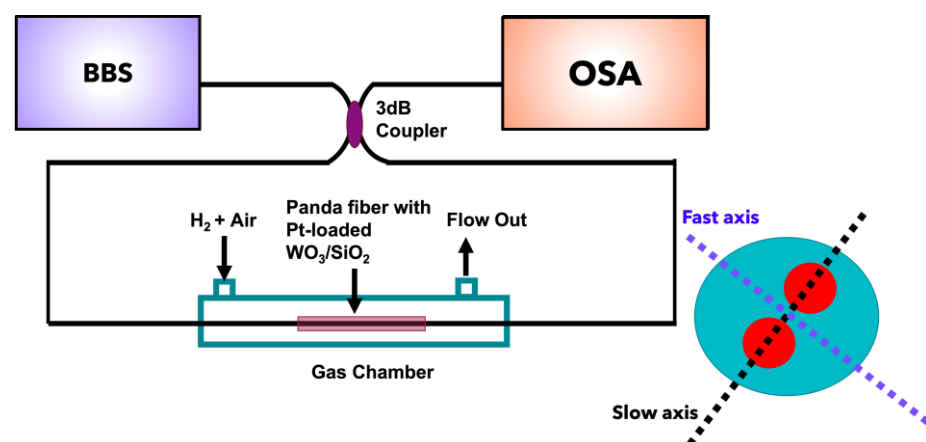 BBS
OSA
3dB
Coupler
H₂ + Air
Panda fiber with
Pt-loaded
WO₃/SiO₂
Flow Out
Fast axis
Gas Chamber
Slow axis